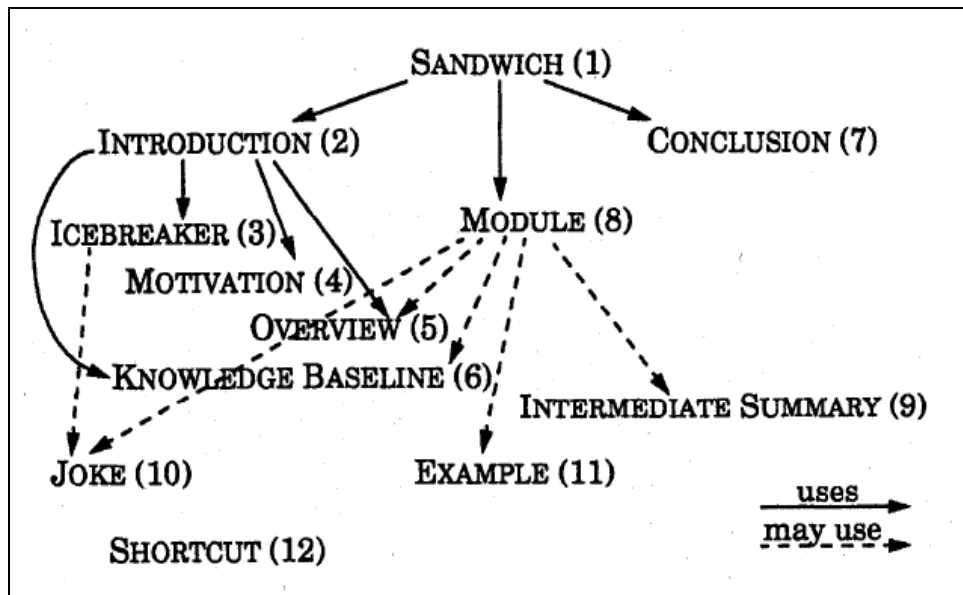 SANDWICH (1)
INTRODUCTION (2)
CONCLUSION (7)
ICEBREAKER (3)
MODULE (8)
MOTIVATION (4)
OVERVIEW (5)
KNOWLEDGE BASELINE (6)
INTERMEDIATE SUMMARY (9)
JOKE (10)
EXAMPLE (11)
uses
may use
SHORTCUT (12)